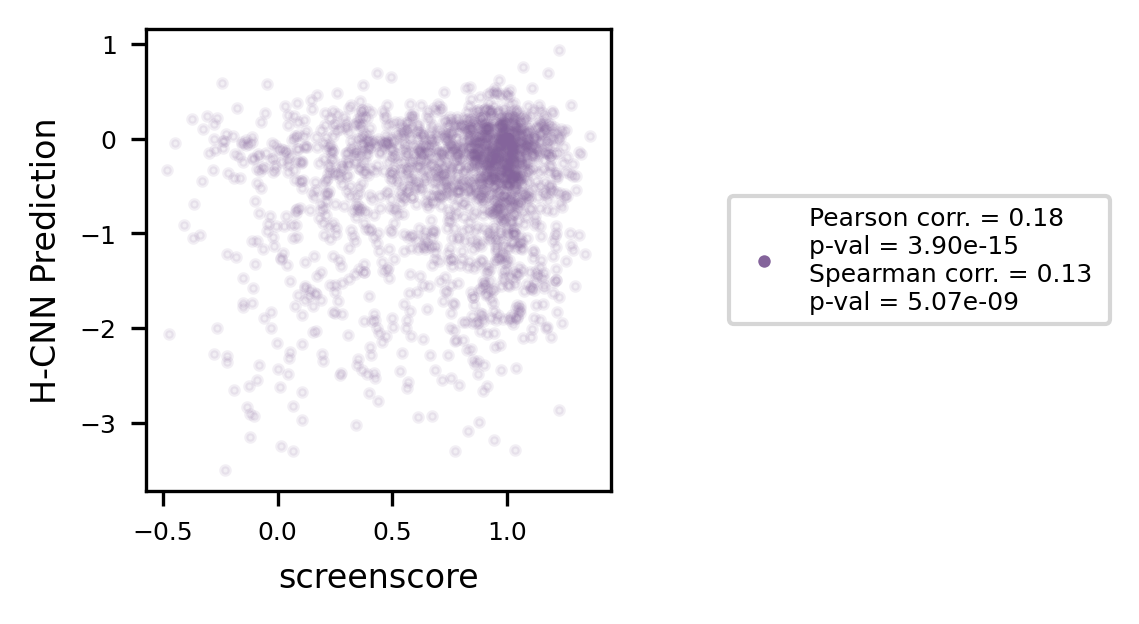 1
0
−1
−2
−3
H-CNN Prediction
−0.5
0.0
0.5
1.0
screenscore
Pearson corr. = 0.18
p-val = 3.90e-15
Spearman corr. = 0.13
p-val = 5.07e-09